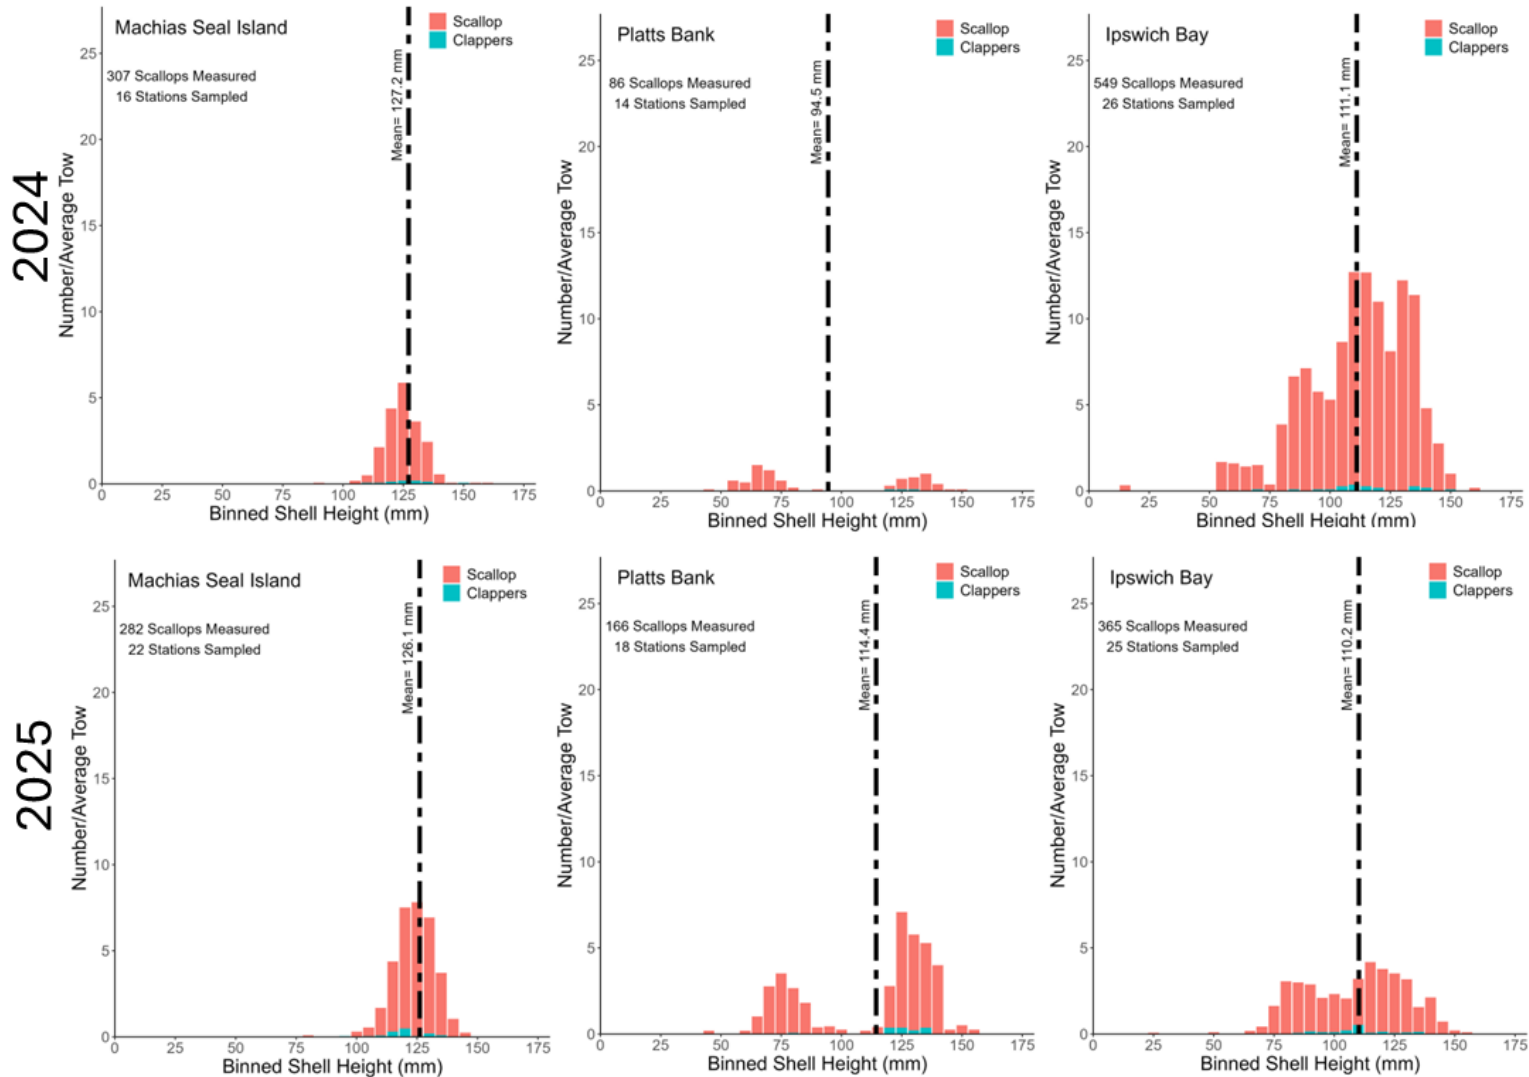 2024
Machias Seal Island
307 Scallops Measured
16 Stations Sampled
Mean= 127.2 mm
Scallop
Clappers
Number/Average Tow
25
20
15
10
5
0
0 25 50 75 100 125 150 175
Binned Shell Height (mm)
Platts Bank
86 Scallops Measured
14 Stations Sampled
Mean= 94.5 mm
Scallop
Clappers
Number/Average Tow
25
20
15
10
5
0
0 25 50 75 100 125 150 175
Binned Shell Height (mm)
Ipswich Bay
549 Scallops Measured
26 Stations Sampled
Mean= 111.1 mm
Scallop
Clappers
Number/Average Tow
25
20
15
10
5
0
0 25 50 75 100 125 150 175
Binned Shell Height (mm)
2025
Machias Seal Island
282 Scallops Measured
22 Stations Sampled
Mean= 126.1 mm
Scallop
Clappers
Number/Average Tow
25
20
15
10
5
0
0 25 50 75 100 125 150 175
Binned Shell Height (mm)
Platts Bank
166 Scallops Measured
18 Stations Sampled
Mean= 114.4 mm
Scallop
Clappers
Number/Average Tow
25
20
15
10
5
0
0 25 50 75 100 125 150 175
Binned Shell Height (mm)
Ipswich Bay
365 Scallops Measured
25 Stations Sampled
Mean= 110.2 mm
Scallop
Clappers
Number/Average Tow
25
20
15
10
5
0
0 25 50 75 100 125 150 175
Binned Shell Height (mm)